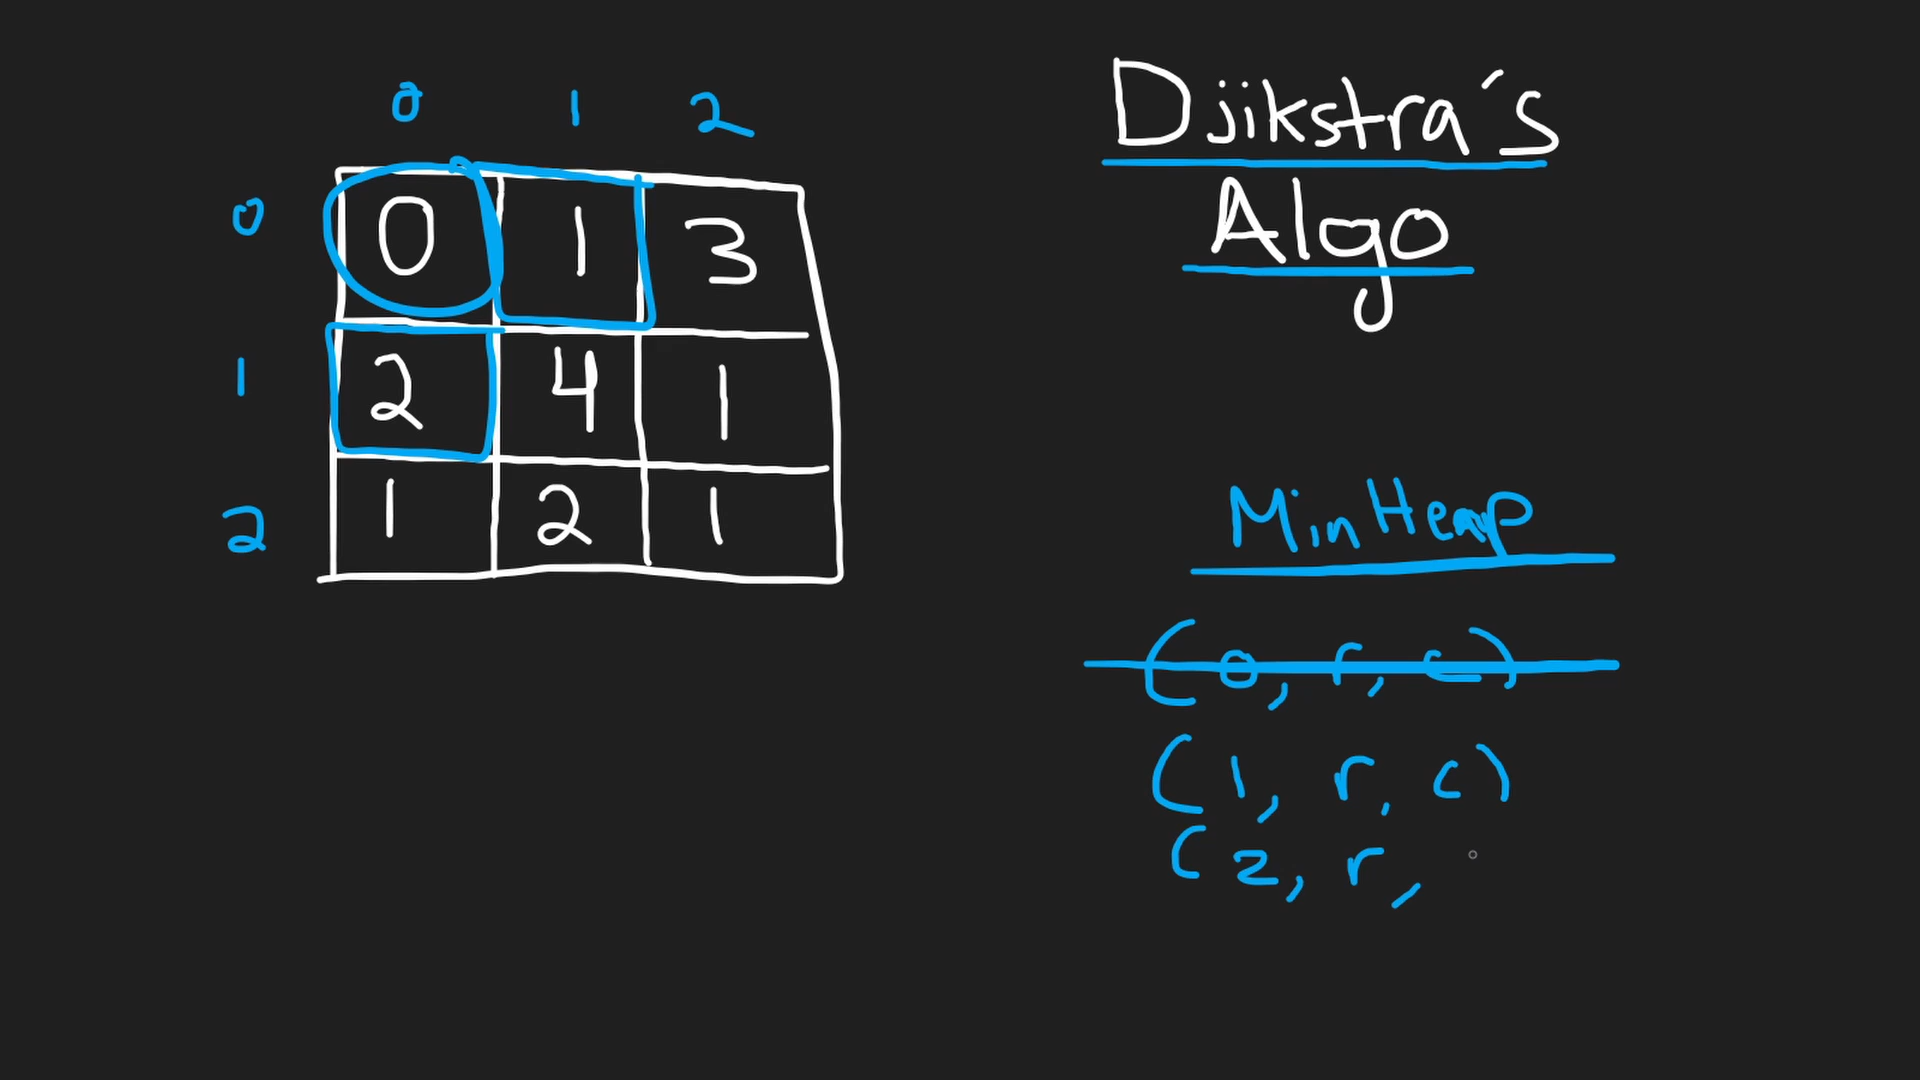 0 1 2
0 0 1 3
1 2 4 1
2 1 2 1
Djikstra's
Algo
MinHeap
(0, r, c)
(1, r, c)
(2, r,